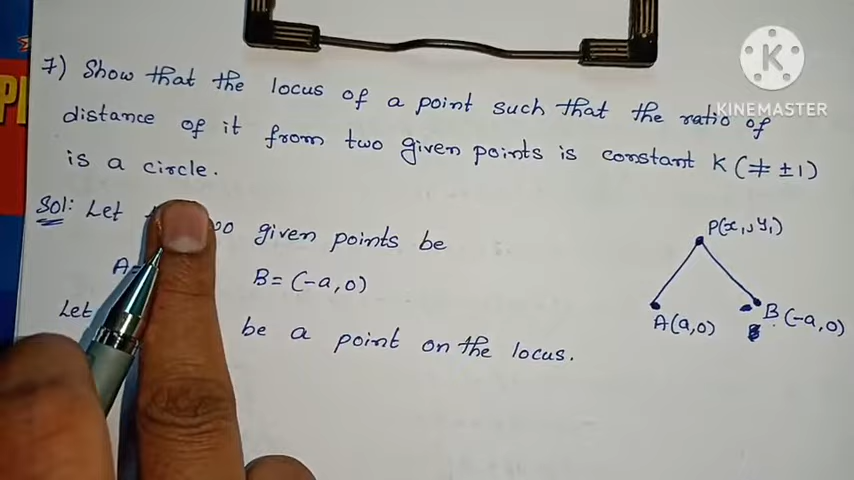 7) Show that the locus of a point such that the ratio of
distance of it from two given points is constant K (≠ ±1)
is a circle.
Sol: Let given points be
A= B= (-a, 0)
Let be a point on the locus.
P(x₁, y₁)
A(a,0) B(-a,0)
K
KINEMASTER